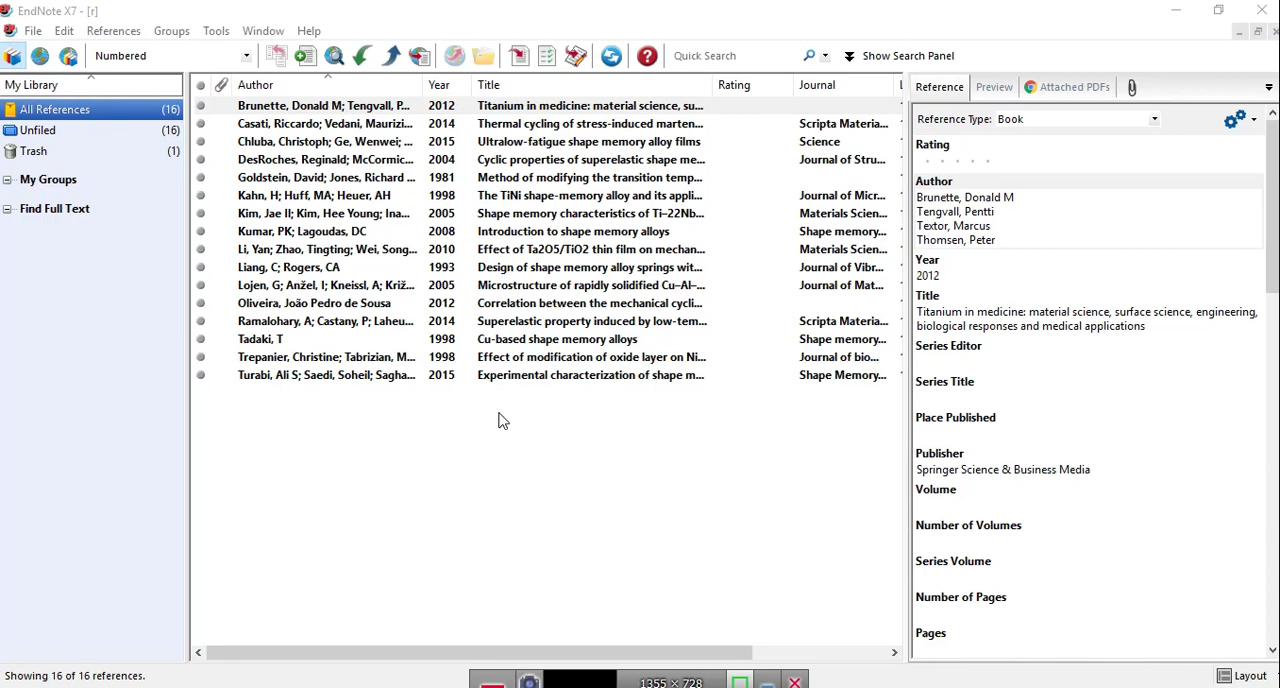 EndNote X7 - [r]
File Edit References Groups Tools Window Help
Numbered
Quick Search
Show Search Panel
My Library
All References (16)
Unfiled (16)
Trash (1)
My Groups
Find Full Text
Author Year Title Rating Journal
Brunette, Donald M; Tengvall, P... 2012 Titanium in medicine: material science, su...
Casati, Riccardo; Vedani, Maurizi... 2014 Thermal cycling of stress-induced marten... Scripta Materia...
Chluba, Christoph; Ge, Wenwei; ... 2015 Ultralow-fatigue shape memory alloy films Science
DesRoches, Reginald; McCormic... 2004 Cyclic properties of superelastic shape me... Journal of Stru...
Goldstein, David; Jones, Richard ... 1981 Method of modifying the transition temp...
Kahn, H; Huff, MA; Heuer, AH 1998 The TiNi shape-memory alloy and its appli... Journal of Micr...
Kim, Jae Il; Kim, Hee Young; Ina... 2005 Shape memory characteristics of Ti–22Nb... Materials Scien...
Kumar, PK; Lagoudas, DC 2008 Introduction to shape memory alloys Shape memory...
Li, Yan; Zhao, Tingting; Wei, Song... 2010 Effect of Ta2O5/TiO2 thin film on mechan... Materials Scien...
Liang, C; Rogers, CA 1993 Design of shape memory alloy springs wit... Journal of Vibr...
Lojen, G; Anžel, I; Kneissl, A; Križ... 2005 Microstructure of rapidly solidified Cu–Al–... Journal of Mat...
Oliveira, João Pedro de Sousa 2012 Correlation between the mechanical cycli...
Ramalohary, A; Castany, P; Laheu... 2014 Superelastic property induced by low-tem... Scripta Materia...
Tadaki, T 1998 Cu-based shape memory alloys Shape memory...
Trepanier, Christine; Tabrizian, M... 1998 Effect of modification of oxide layer on Ni... Journal of bio...
Turabi, Ali S; Saedi, Soheil; Sagha... 2015 Experimental characterization of shape m... Shape Memory...
Reference Preview Attached PDFs
Reference Type: Book
Rating
Author
Brunette, Donald M
Tengvall, Pentti
Textor, Marcus
Thomsen, Peter
Year
2012
Title
Titanium in medicine: material science, surface science, engineering,
biological responses and medical applications
Series Editor
Series Title
Place Published
Publisher
Springer Science & Business Media
Volume
Number of Volumes
Series Volume
Number of Pages
Pages
Showing 16 of 16 references.
1355 × 728
Layout